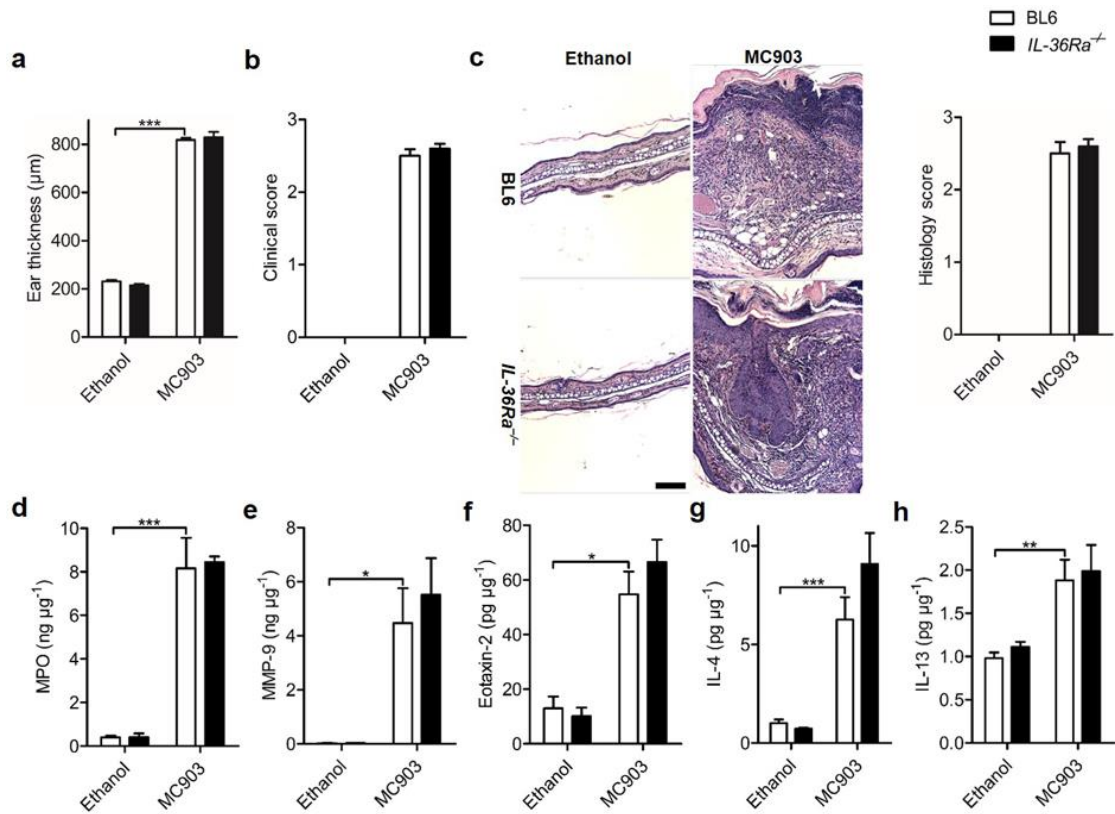 BL6
IL-36Ra-/-
a
Ear thickness (µm)
800
600
400
200
0
***
Ethanol
MC903
b
Clinical score
3
2
1
0
Ethanol
MC903
c
Ethanol
MC903
BL6
IL-36Ra-/-
Histology score
3
2
1
0
Ethanol
MC903
d
MPO (ng µg-1)
10
8
6
4
2
0
***
Ethanol
MC903
e
MMP-9 (ng µg-1)
8
6
4
2
0
*
Ethanol
MC903
f
Eotaxin-2 (pg µg-1)
80
60
40
20
0
*
Ethanol
MC903
g
IL-4 (pg µg-1)
10
5
0
***
Ethanol
MC903
h
IL-13 (pg µg-1)
2.5
2.0
1.5
1.0
0.5
0
**
Ethanol
MC903